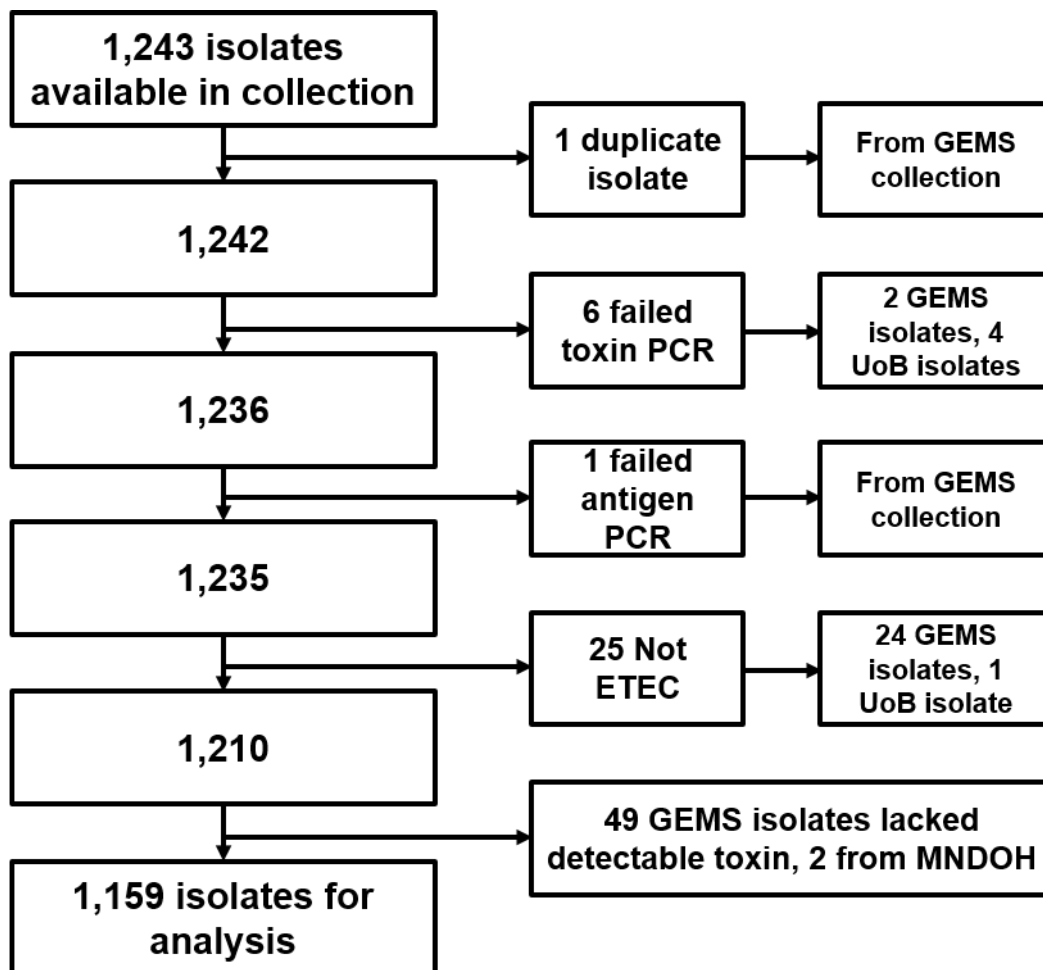 1,243 isolates
available in collection
1 duplicate
isolate
From GEMS
collection
1,242
6 failed
toxin PCR
2 GEMS
isolates, 4
UoB isolates
1,236
1 failed
antigen
PCR
From GEMS
collection
1,235
25 Not
ETEC
24 GEMS
isolates, 1
UoB isolate
1,210
49 GEMS isolates lacked
detectable toxin, 2 from MNDOH
1,159 isolates for
analysis